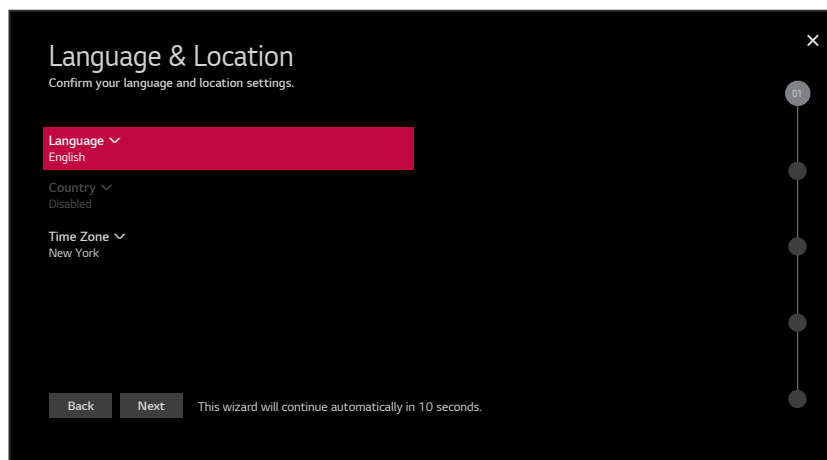 Language & Location
Confirm your language and location settings.
01
Language
English
Country
Disabled
Time Zone
New York
Back
Next
This wizard will continue automatically in 10 seconds.